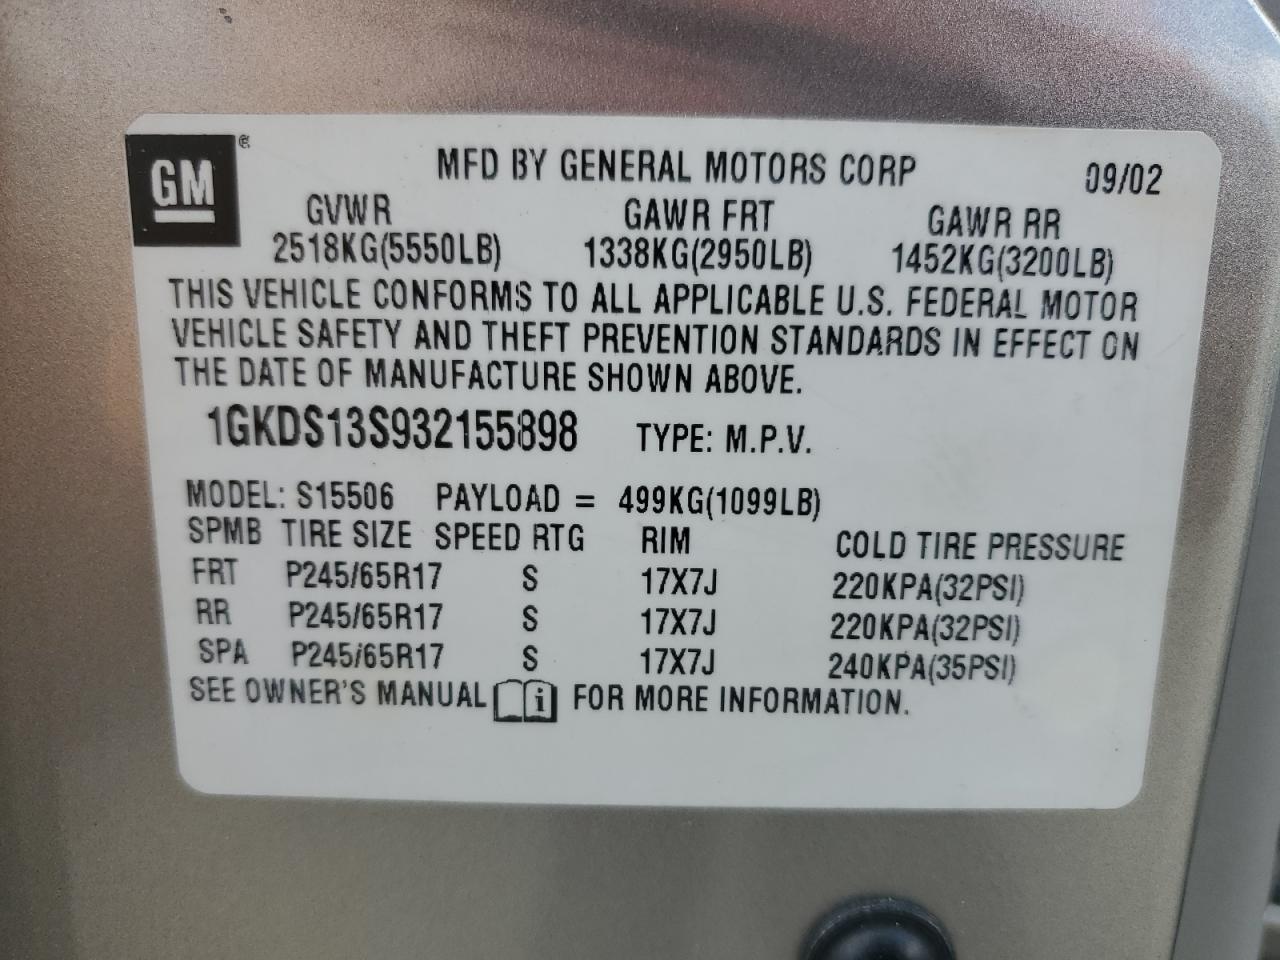 GM ®
MFD BY GENERAL MOTORS CORP 09/02
GVWR GAWR FRT GAWR RR
2518KG(5550LB) 1338KG(2950LB) 1452KG(3200LB)
THIS VEHICLE CONFORMS TO ALL APPLICABLE U.S. FEDERAL MOTOR
VEHICLE SAFETY AND THEFT PREVENTION STANDARDS IN EFFECT ON
THE DATE OF MANUFACTURE SHOWN ABOVE.
1GKDS13S932155898 TYPE: M.P.V.
MODEL: S15506 PAYLOAD = 499KG(1099LB)
SPMB TIRE SIZE SPEED RTG RIM COLD TIRE PRESSURE
FRT P245/65R17 S 17X7J 220KPA(32PSI)
RR P245/65R17 S 17X7J 220KPA(32PSI)
SPA P245/65R17 S 17X7J 240KPA(35PSI)
SEE OWNER'S MANUAL i FOR MORE INFORMATION.